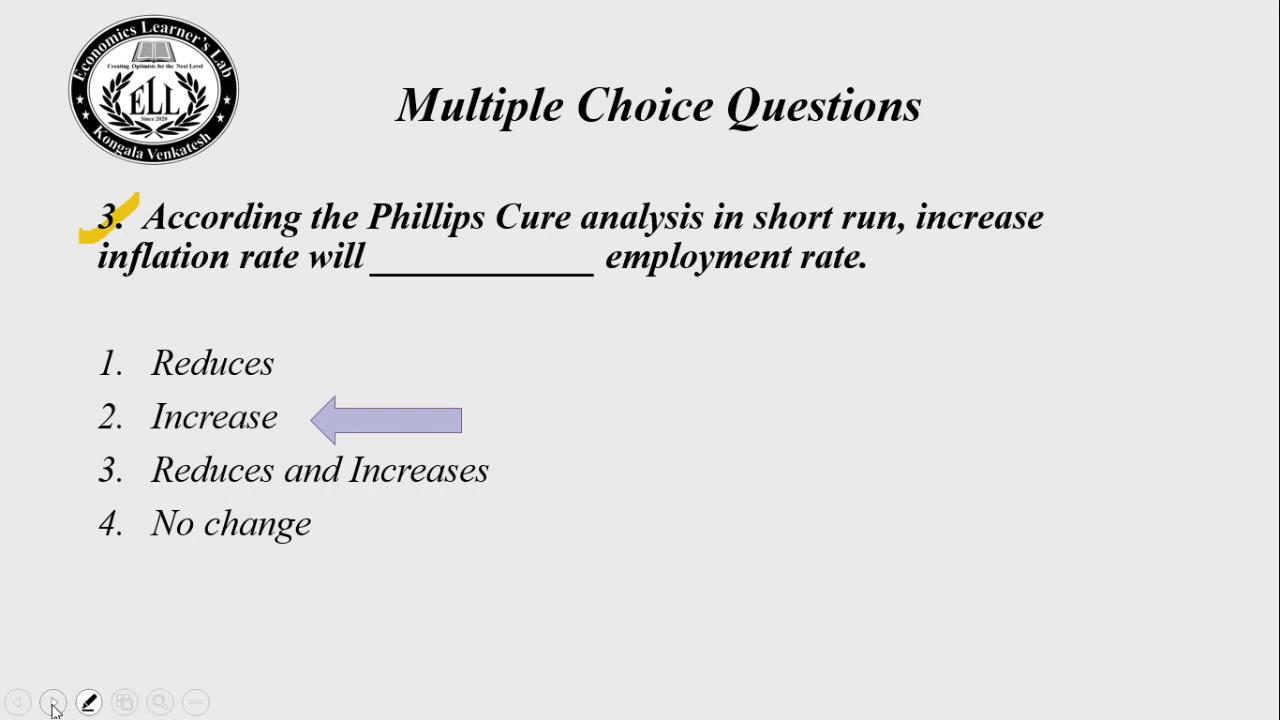 Economics Learner's Lab
Creating Optimists for the Next Level
ELL
Since 2020
Kongala Venkatesh
Multiple Choice Questions
3. According the Phillips Cure analysis in short run, increase
inflation rate will ____________ employment rate.
1. Reduces
2. Increase
3. Reduces and Increases
4. No change